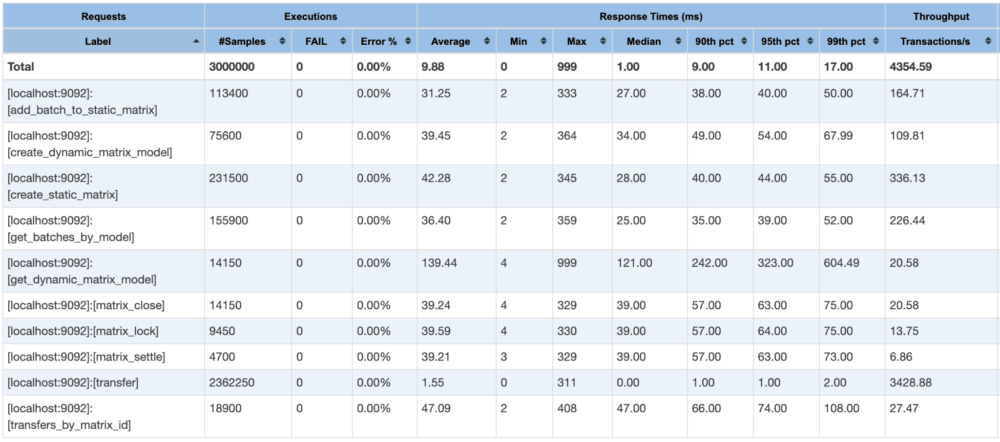 Requests Executions Response Times (ms) Throughput
Label #Samples FAIL Error % Average Min Max Median 90th pct 95th pct 99th pct Transactions/s
Total 3000000 0 0.00% 9.88 0 999 1.00 9.00 11.00 17.00 4354.59
[localhost:9092]: 113400 0 0.00% 31.25 2 333 27.00 38.00 40.00 50.00 164.71
[add_batch_to_static_matrix]
[localhost:9092]: 75600 0 0.00% 39.45 2 364 34.00 49.00 54.00 67.99 109.81
[create_dynamic_matrix_model]
[localhost:9092]: 231500 0 0.00% 42.28 2 345 28.00 40.00 44.00 55.00 336.13
[create_static_matrix]
[localhost:9092]: 155900 0 0.00% 36.40 2 359 25.00 35.00 39.00 52.00 226.44
[get_batches_by_model]
[localhost:9092]: 14150 0 0.00% 139.44 4 999 121.00 242.00 323.00 604.49 20.58
[get_dynamic_matrix_model]
[localhost:9092]:[matrix_close] 14150 0 0.00% 39.24 4 329 39.00 57.00 63.00 75.00 20.58
[localhost:9092]:[matrix_lock] 9450 0 0.00% 39.59 4 330 39.00 57.00 64.00 75.00 13.75
[localhost:9092]:[matrix_settle] 4700 0 0.00% 39.21 3 329 39.00 57.00 63.00 73.00 6.86
[localhost:9092]:[transfer] 2362250 0 0.00% 1.55 0 311 0.00 1.00 1.00 2.00 3428.88
[localhost:9092]: 18900 0 0.00% 47.09 2 408 47.00 66.00 74.00 108.00 27.47
[transfers_by_matrix_id]